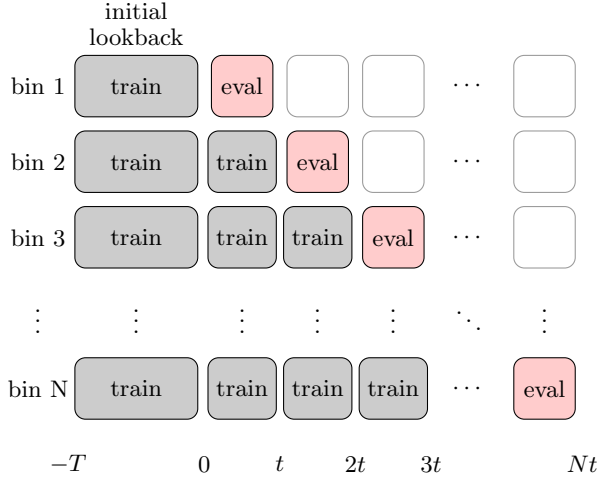 initial
lookback
bin 1 train eval ⋯
bin 2 train train eval ⋯
bin 3 train train train eval ⋯
⋮ ⋮ ⋮ ⋮ ⋮ ⋱ ⋮
bin N train train train train ⋯ eval
−T 0 t 2t 3t Nt